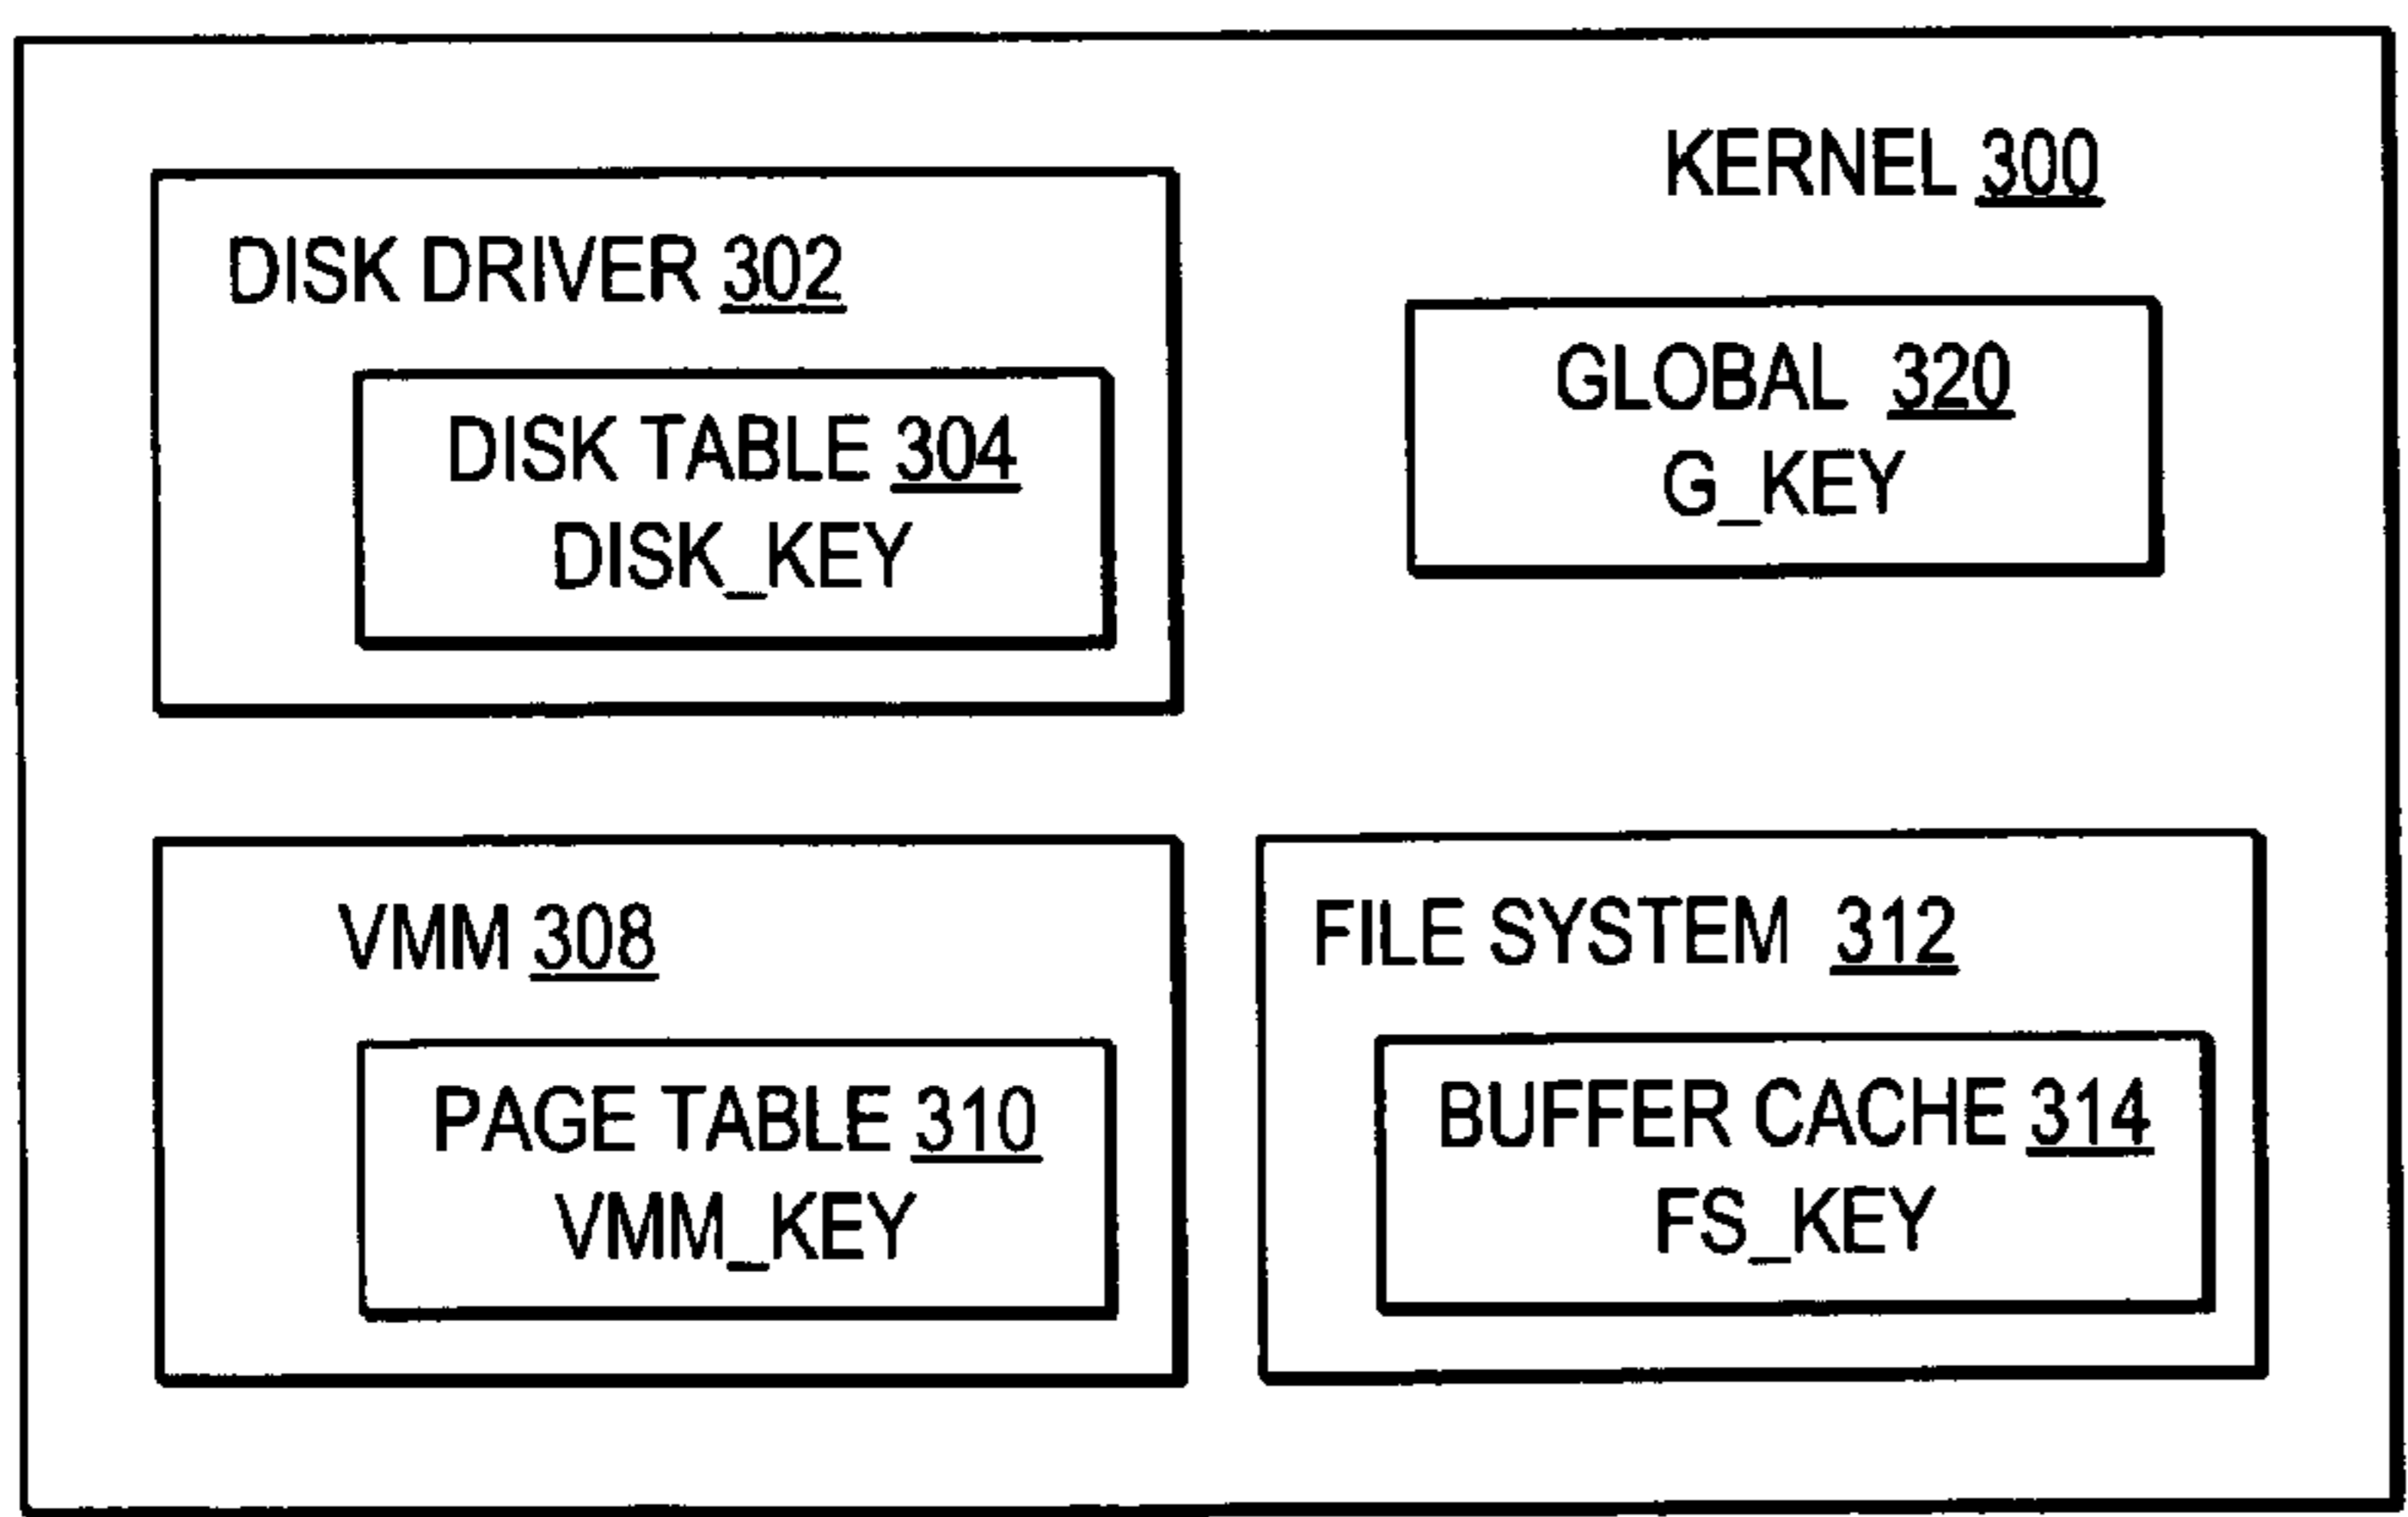 KERNEL 300
DISK DRIVER 302
DISK TABLE 304
DISK_KEY
GLOBAL 320
G_KEY
VMM 308
PAGE TABLE 310
VMM_KEY
FILE SYSTEM 312
BUFFER CACHE 314
FS_KEY